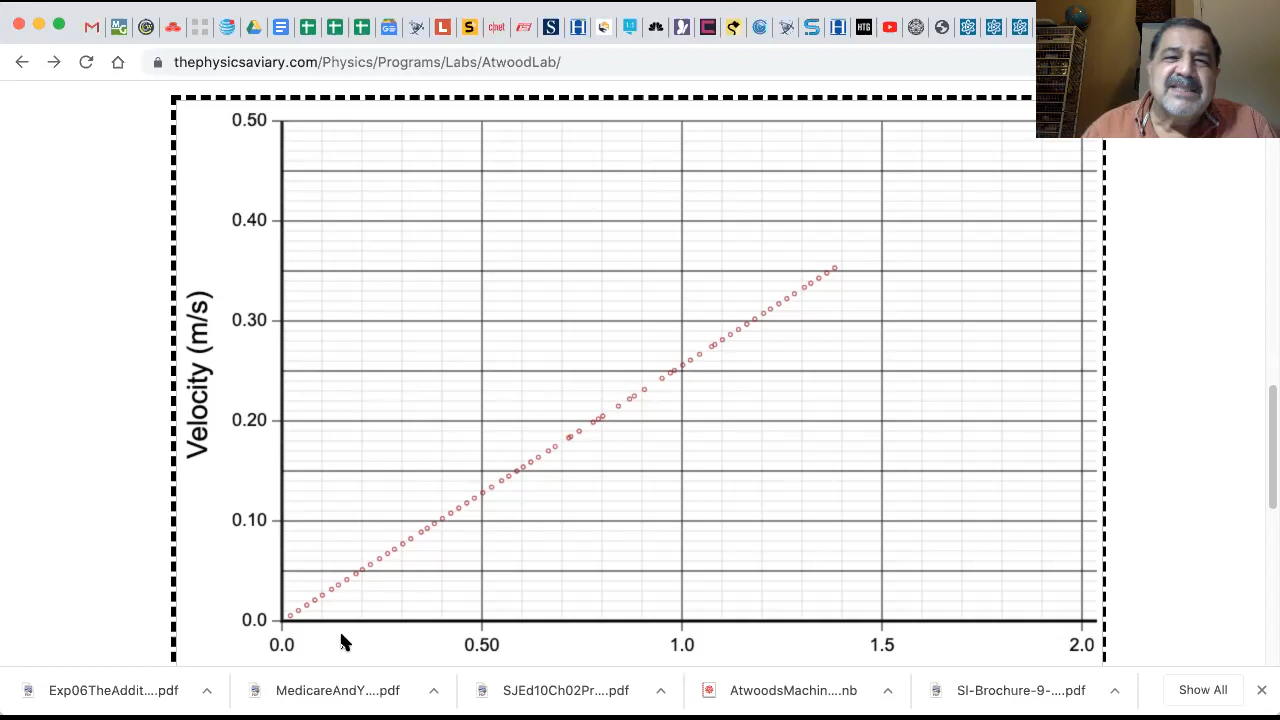 thephysicsaviary.com/Physics/Programs/Labs/AtwoodLab/
0.50
0.40
0.30
0.20
0.10
0.0
Velocity (m/s)
0.0 0.50 1.0 1.5 2.0
Exp06TheAddit....pdf MedicareAndY....pdf SJEd10Ch02Pr....pdf AtwoodsMachin....nb SI-Brochure-9-....pdf Show All